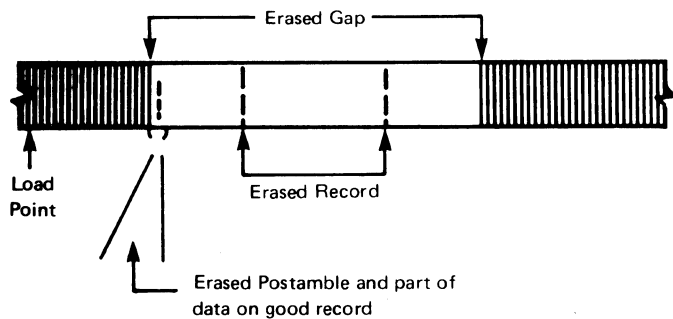 Erased Gap
Load
Point
Erased Record
Erased Postamble and part of
data on good record